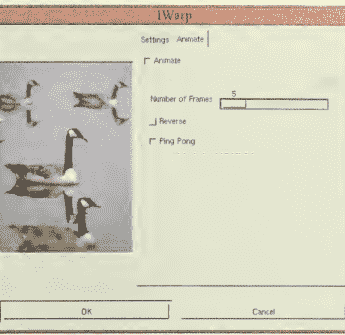 IWarp
Settings Animate
Animate
5
Number of Frames
Reverse
Ping Pong
OK
Cancel